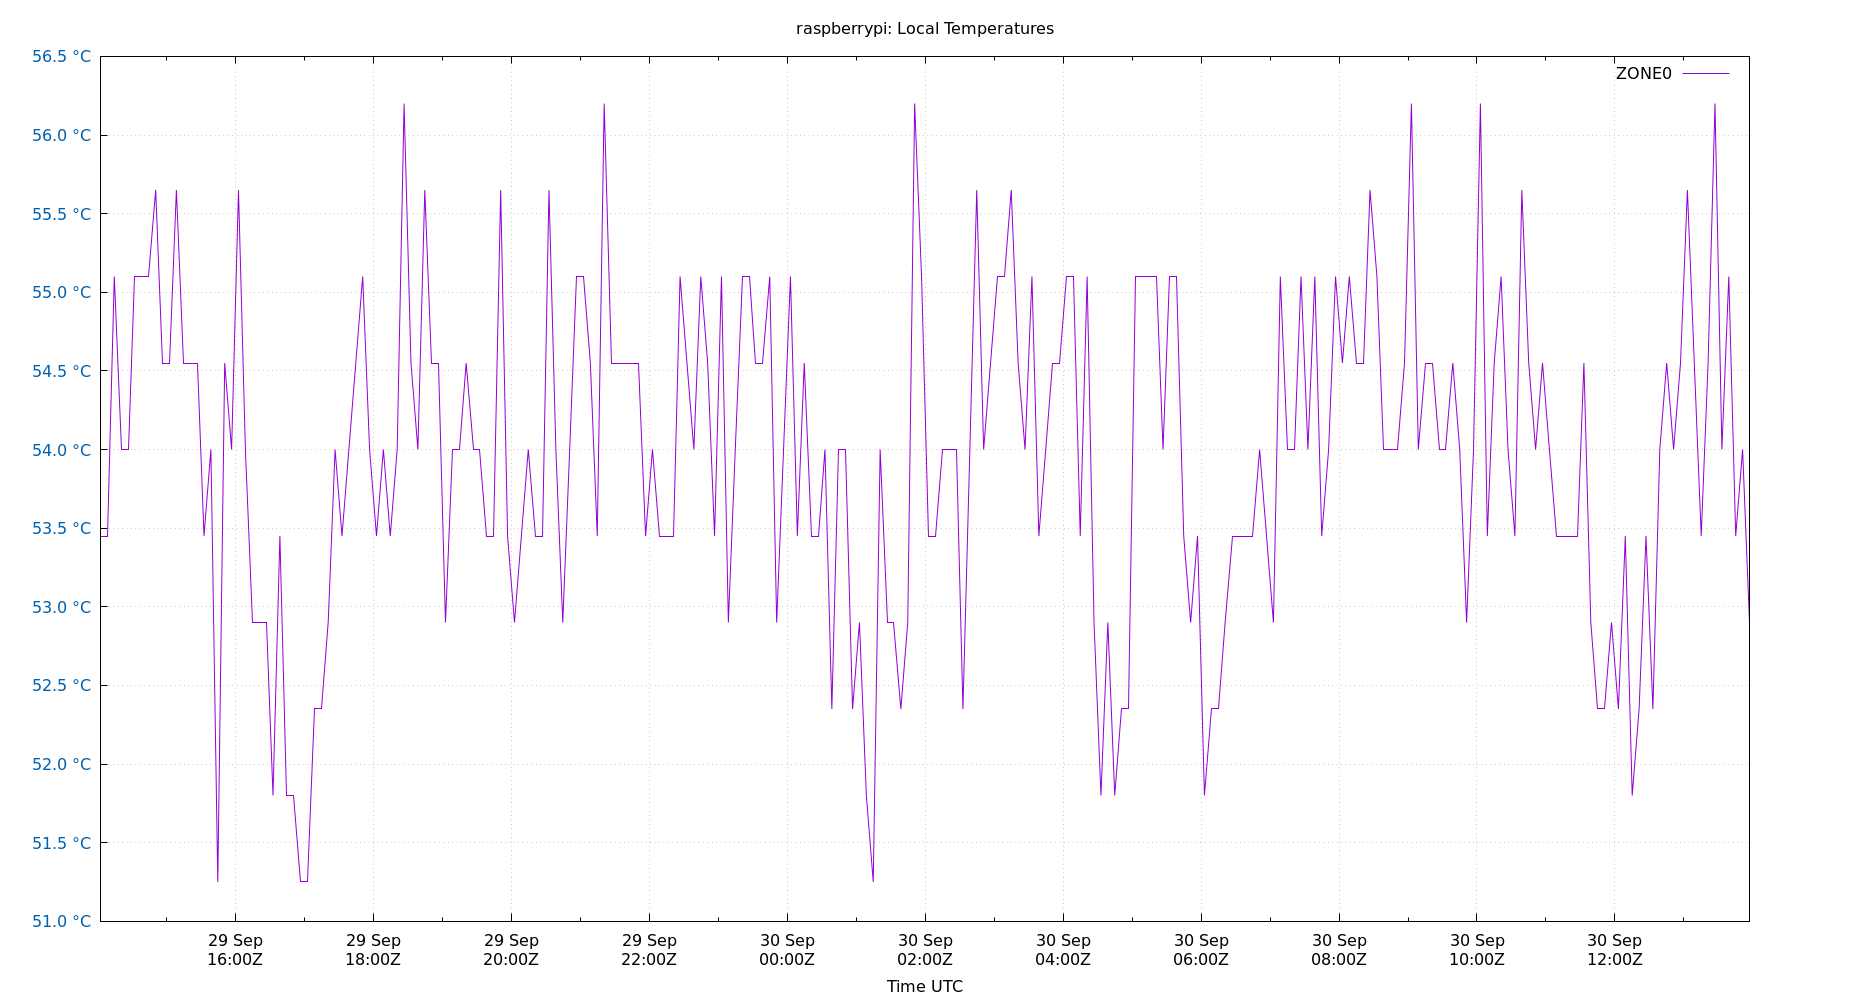 raspberrypi: Local Temperatures
56.5 °C
56.0 °C
55.5 °C
55.0 °C
54.5 °C
54.0 °C
53.5 °C
53.0 °C
52.5 °C
52.0 °C
51.5 °C
51.0 °C
ZONE0
29 Sep
16:00Z
29 Sep
18:00Z
29 Sep
20:00Z
29 Sep
22:00Z
30 Sep
00:00Z
30 Sep
02:00Z
30 Sep
04:00Z
30 Sep
06:00Z
30 Sep
08:00Z
30 Sep
10:00Z
30 Sep
12:00Z
Time UTC